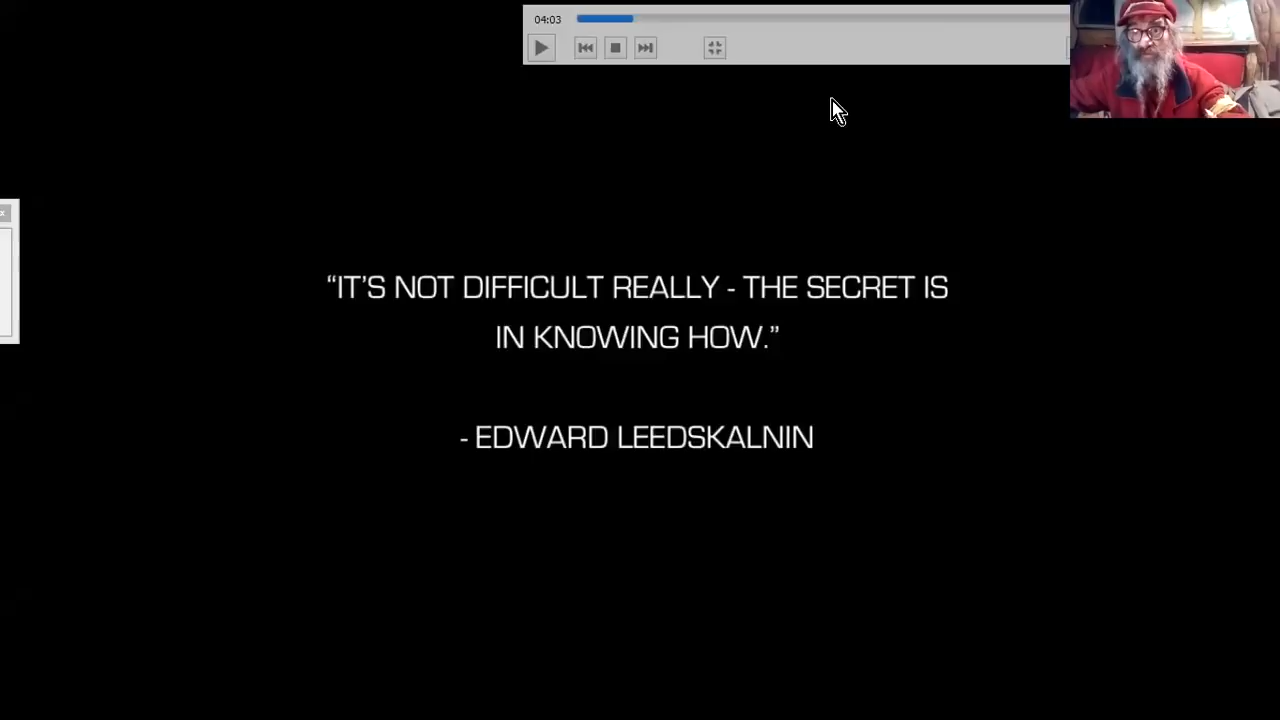 04:03
x
“IT’S NOT DIFFICULT REALLY - THE SECRET IS
IN KNOWING HOW.”
- EDWARD LEEDSKALNIN